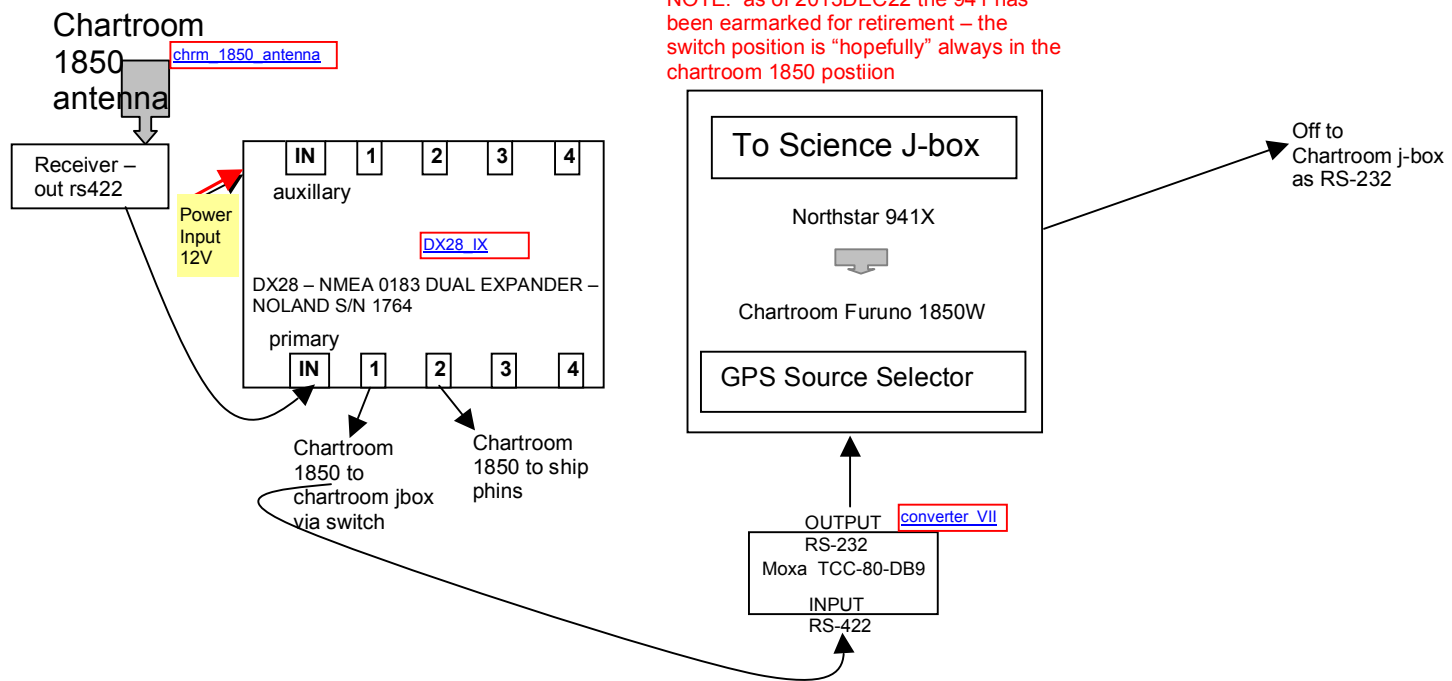 NOTE: as of 2015DEC22 the 941 has
been earmarked for retirement – the
switch position is “hopefully” always in the
chartroom 1850 postiion
Chartroom
1850
antenna
chrm_1850_antenna
Receiver –
out rs422
Power
Input
12V
IN 1 2 3 4
auxillary
DX28_IX
DX28 – NMEA 0183 DUAL EXPANDER –
NOLAND S/N 1764
primary
IN 1 2 3 4
Chartroom
1850 to
chartroom jbox
via switch
Chartroom
1850 to ship
phins
To Science J-box
Northstar 941X
Chartroom Furuno 1850W
GPS Source Selector
Off to
Chartroom j-box
as RS-232
OUTPUT
RS-232
converter_VII
Moxa TCC-80-DB9
INPUT
RS-422